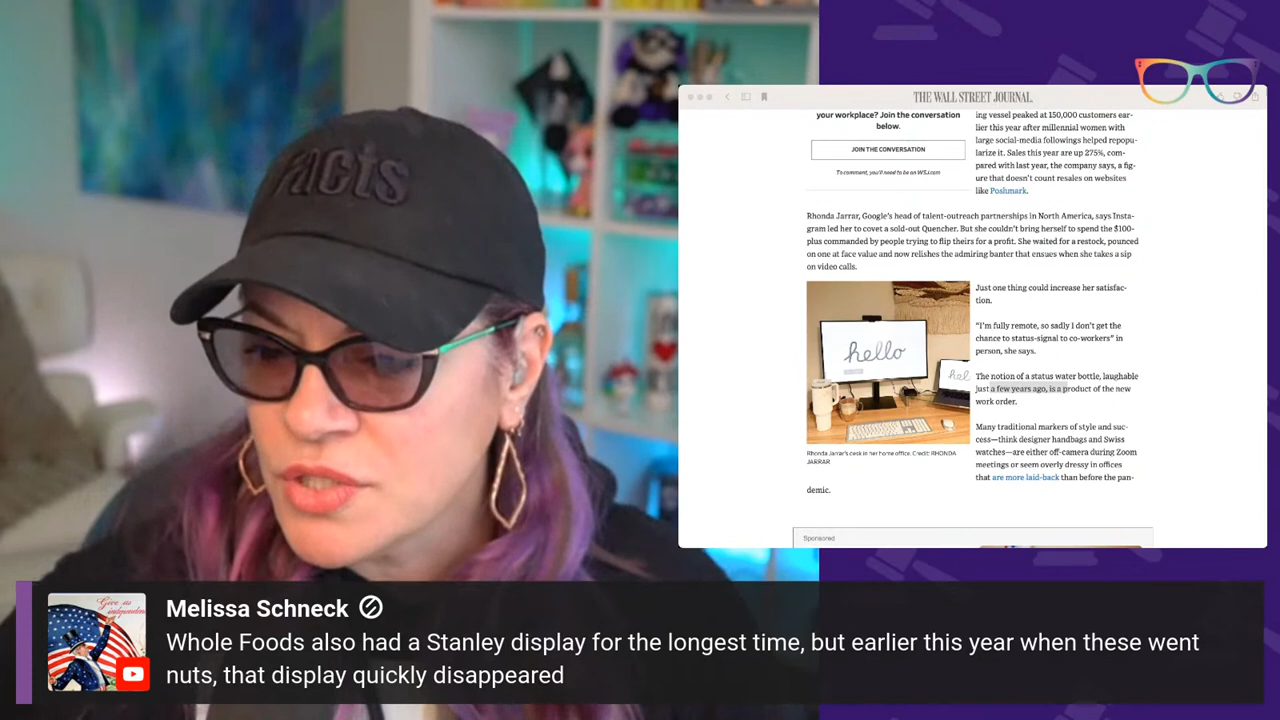 THE WALL STREET JOURNAL.
your workplace? Join the conversation
below.
JOIN THE CONVERSATION
To comment, you'll need to be on WSJ.com
ing vessel peaked at 150,000 customers ear-
lier this year after millennial women with
large social-media followings helped repopu-
larize it. Sales this year are up 275%, com-
pared with last year, the company says, a fig-
ure that doesn't count resales on websites
like Poshmark.
Rhonda Jarrar, Google's head of talent-outreach partnerships in North America, says Insta-
gram led her to covet a sold-out Quencher. But she couldn't bring herself to spend the $100-
plus commanded by people trying to flip theirs for a profit. She waited for a restock, pounced
on one at face value and now relishes the admiring banter that ensues when she takes a sip
on video calls.
hello
hel
Rhonda Jarrar's desk in her home office. Credit: RHONDA
JARRAR
Just one thing could increase her satisfac-
tion.
"I'm fully remote, so sadly I don't get the
chance to status-signal to co-workers" in
person, she says.
The notion of a status water bottle, laughable
just a few years ago, is a product of the new
work order.
Many traditional markers of style and suc-
cess—think designer handbags and Swiss
watches—are either off-camera during Zoom
meetings or seem overly dressy in offices
that are more laid-back than before the pan-
demic.
Sponsored
Melissa Schneck
Whole Foods also had a Stanley display for the longest time, but earlier this year when these went
nuts, that display quickly disappeared